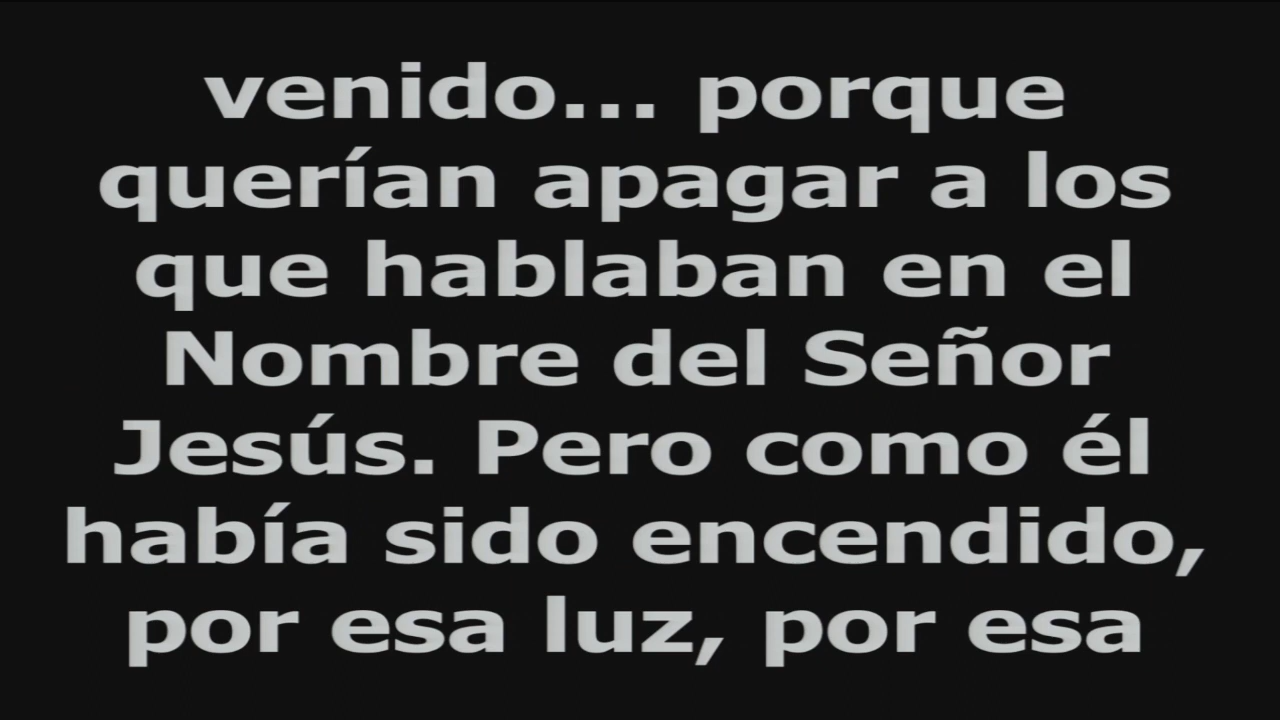 venido... porque
querían apagar a los
que hablaban en el
Nombre del Señor
Jesús. Pero como él
había sido encendido,
por esa luz, por esa